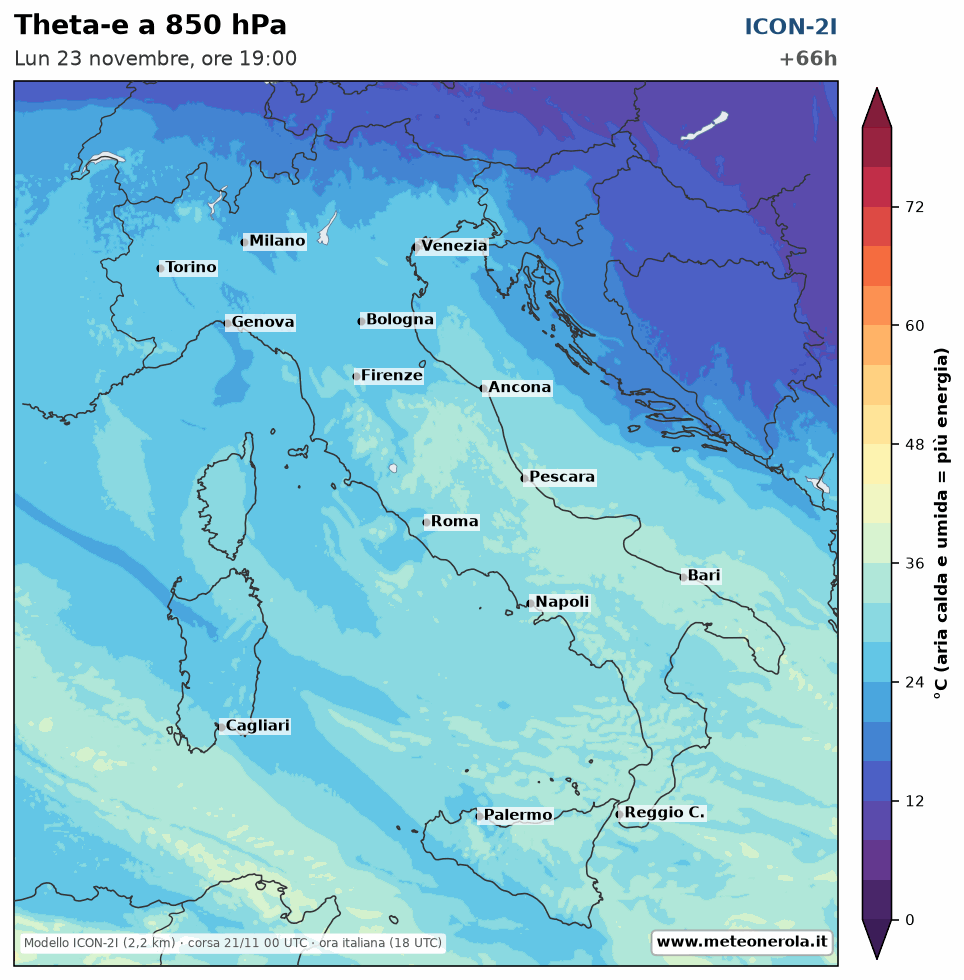 Theta-e a 850 hPa
ICON-2I
Lun 23 novembre, ore 19:00
+66h
Milano
Venezia
Torino
Genova
Bologna
Firenze
Ancona
Pescara
Roma
Bari
Napoli
Cagliari
Palermo
Reggio C.
72
60
48
36
24
12
0
°C (aria calda e umida = più energia)
Modello ICON-2I (2,2 km) · corsa 21/11 00 UTC · ora italiana (18 UTC)
www.meteonerola.it